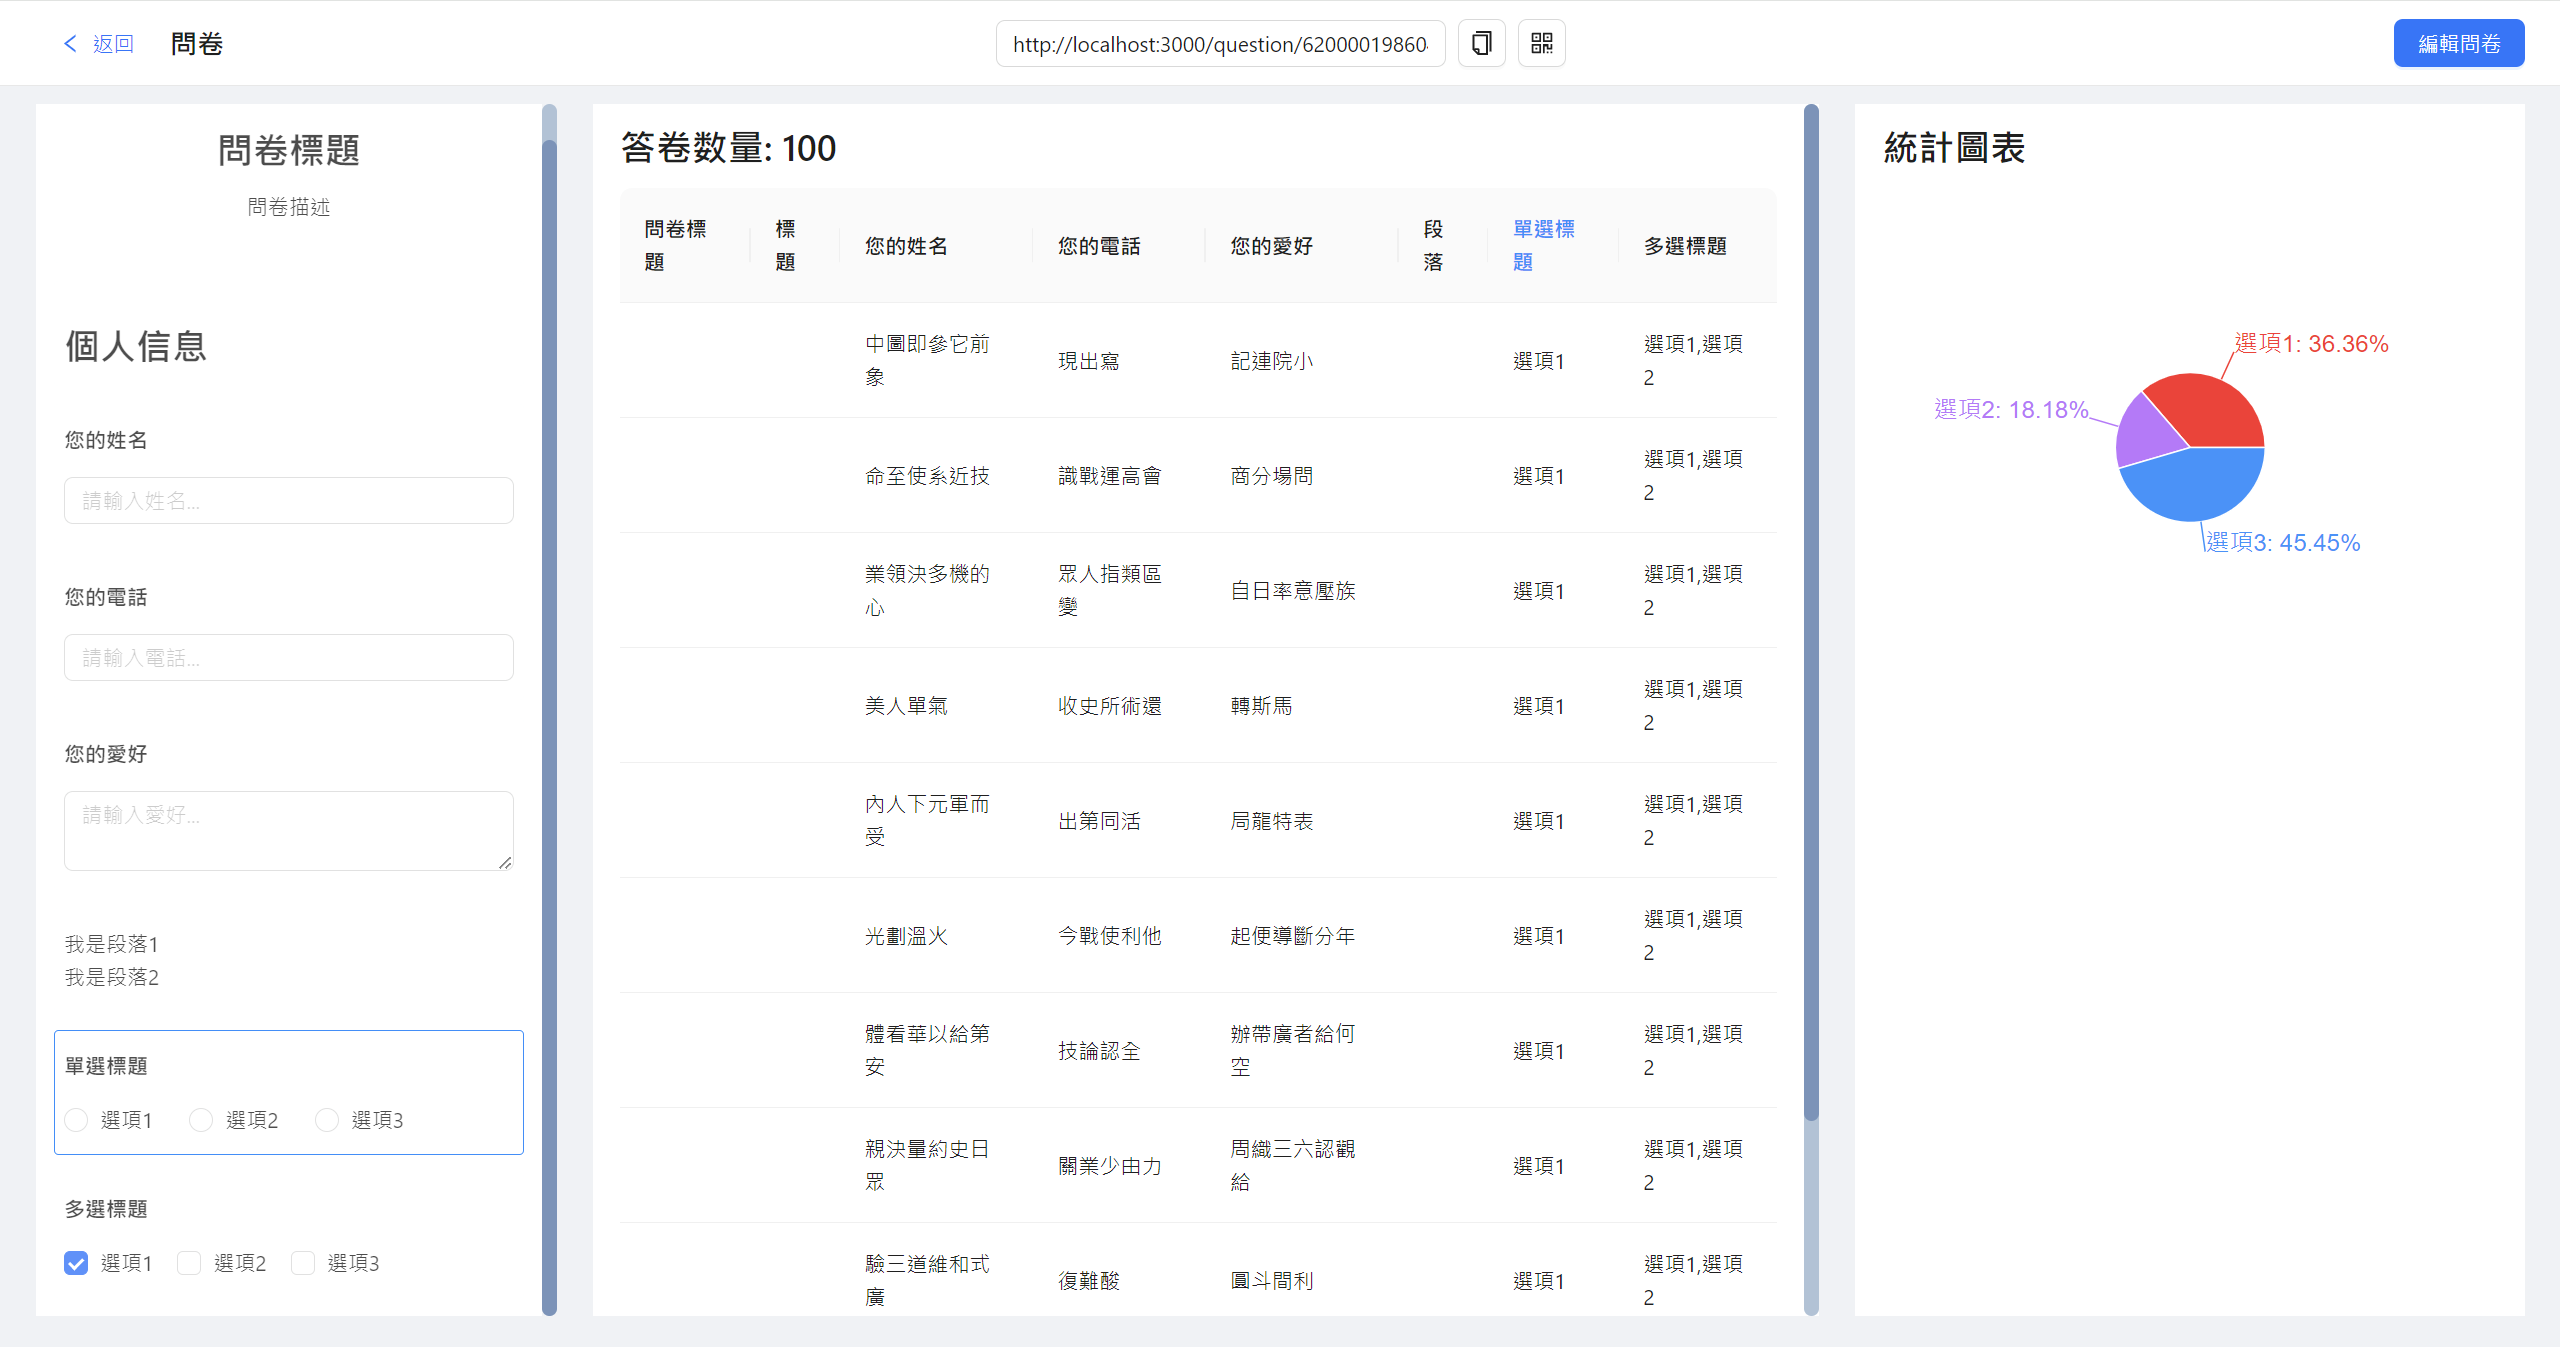 返回
問卷
http://localhost:3000/question/62000019860
編輯問卷
問卷標題
問卷描述
個人信息
您的姓名
請輸入姓名...
您的電話
請輸入電話...
您的愛好
請輸入愛好...
我是段落1
我是段落2
單選標題
選項1 選項2 選項3
多選標題
選項1 選項2 選項3
答卷数量: 100
問卷標題 標題 您的姓名 您的電話 您的愛好 段落 單選標題 多選標題
中圖即參它前象 現出寫 記連院小 選項1 選項1,選項2
命至使系近技 識戰運高會 商分場問 選項1 選項1,選項2
業領決多機的心 眾人指類區變 自日率意壓族 選項1 選項1,選項2
美人單氣 收史所術還 轉斯馬 選項1 選項1,選項2
內人下元軍而受 出第同活 局龍特表 選項1 選項1,選項2
光劃溫火 今戰使利他 起便導斷分年 選項1 選項1,選項2
體看華以給第安 技論認全 辦帶廣者給何空 選項1 選項1,選項2
親決量約史日眾 關業少由力 周織三六認觀給 選項1 選項1,選項2
驗三道維和式廣 復難酸 圓斗間利 選項1 選項1,選項2
統計圖表
選項1: 36.36%
選項2: 18.18%
選項3: 45.45%